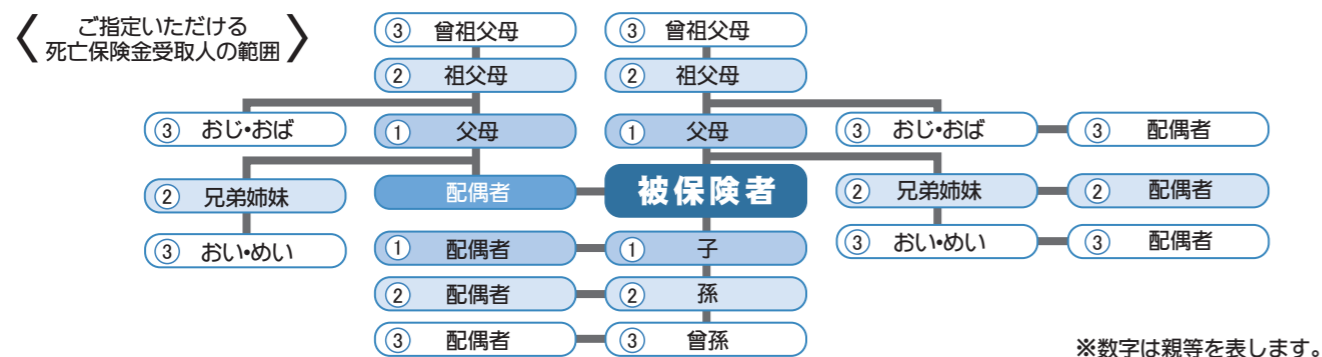 ご指定いただける
死亡保険金受取人の範囲
③ 曾祖父母
③ 曾祖父母
② 祖父母
② 祖父母
③ おじ・おば
① 父母
① 父母
③ おじ・おば
③ 配偶者
② 兄弟姉妹
配偶者
被保険者
② 兄弟姉妹
② 配偶者
③ おい・めい
① 配偶者
① 子
③ おい・めい
③ 配偶者
② 配偶者
② 孫
③ 配偶者
③ 曾孫
※数字は親等を表します。